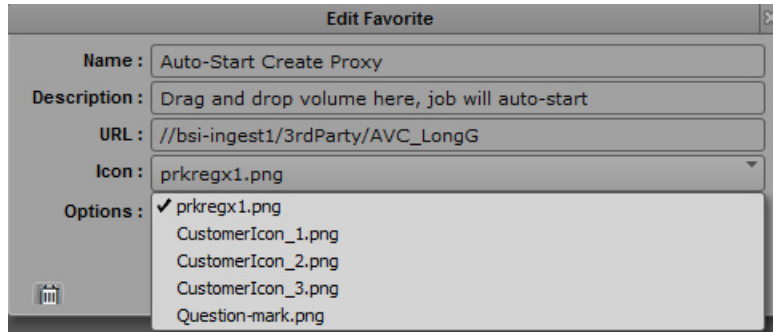 Edit Favorite
Name : Auto-Start Create Proxy
Description : Drag and drop volume here, job will auto-start
URL : //bsi-ingest1/3rdParty/AVC_LongG
Icon : prkregx1.png
Options : ✓ prkregx1.png
CustomerIcon_1.png
CustomerIcon_2.png
CustomerIcon_3.png
Question-mark.png